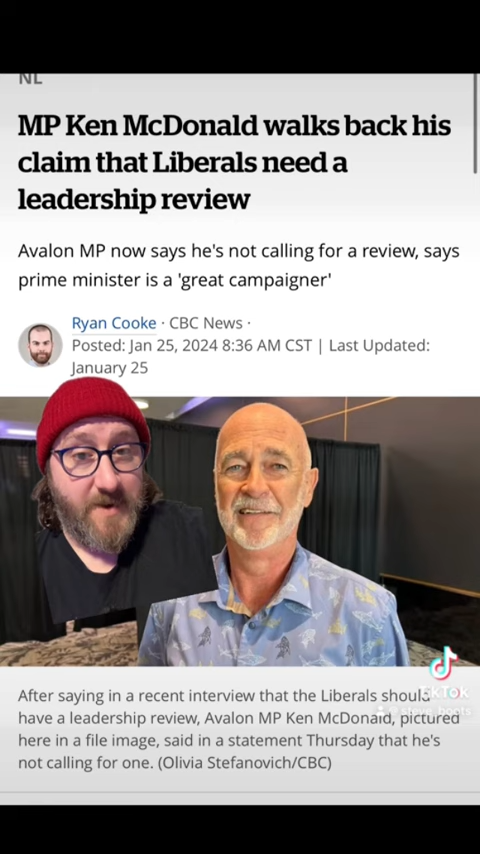 NL
MP Ken McDonald walks back his
claim that Liberals need a
leadership review
Avalon MP now says he's not calling for a review, says
prime minister is a 'great campaigner'
Ryan Cooke · CBC News ·
Posted: Jan 25, 2024 8:36 AM CST | Last Updated:
January 25
TikTok
@steve_boots
After saying in a recent interview that the Liberals should
have a leadership review, Avalon MP Ken McDonald, pictured
here in a file image, said in a statement Thursday that he's
not calling for one. (Olivia Stefanovich/CBC)